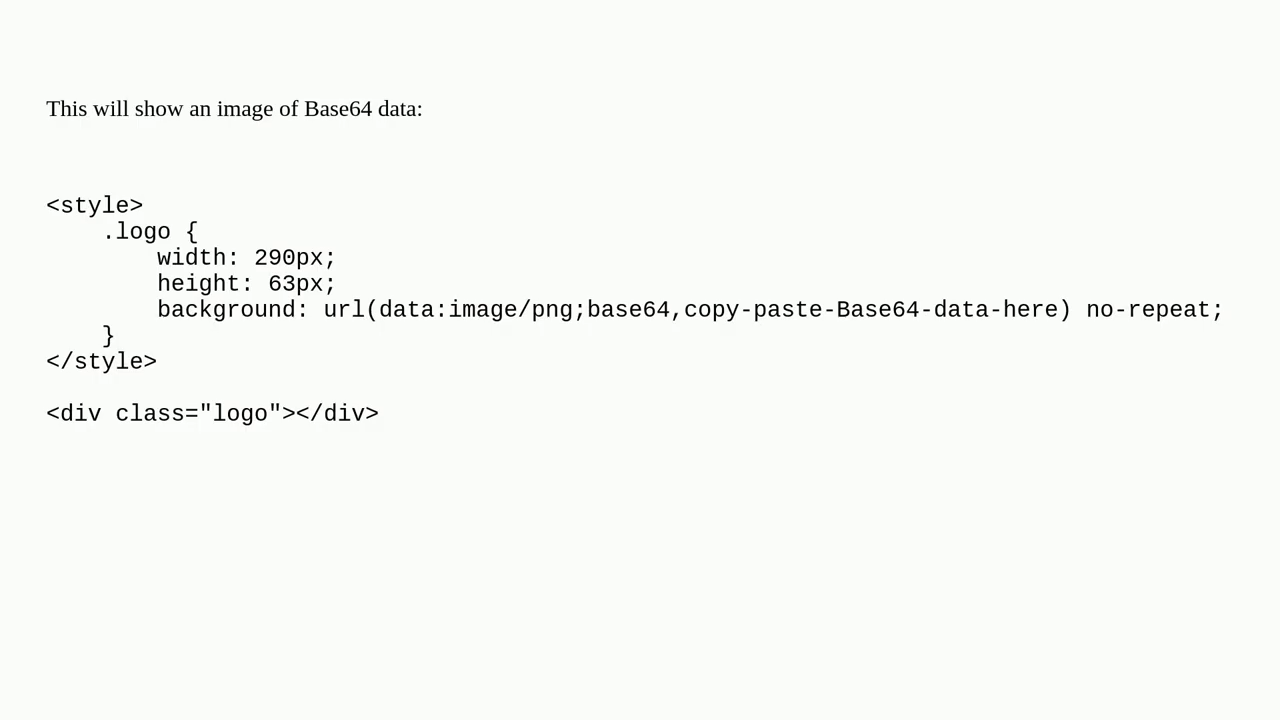 This will show an image of Base64 data:
<style>
    .logo {
        width: 290px;
        height: 63px;
        background: url(data:image/png;base64,copy-paste-Base64-data-here) no-repeat;
    }
</style>
<div class="logo"></div>